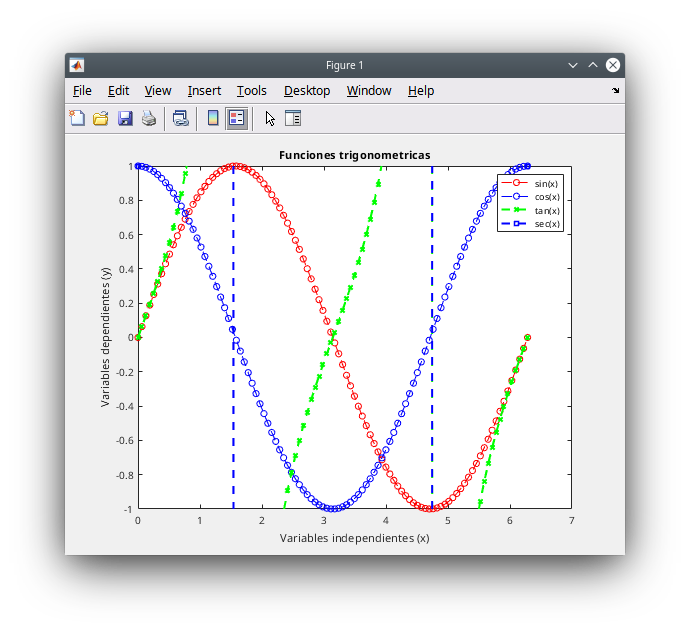 Figure 1
File Edit View Insert Tools Desktop Window Help
Funciones trigonometricas
sin(x)
cos(x)
tan(x)
sec(x)
Variables dependientes (y)
1
0.8
0.6
0.4
0.2
0
-0.2
-0.4
-0.6
-0.8
-1
0 1 2 3 4 5 6 7
Variables independientes (x)